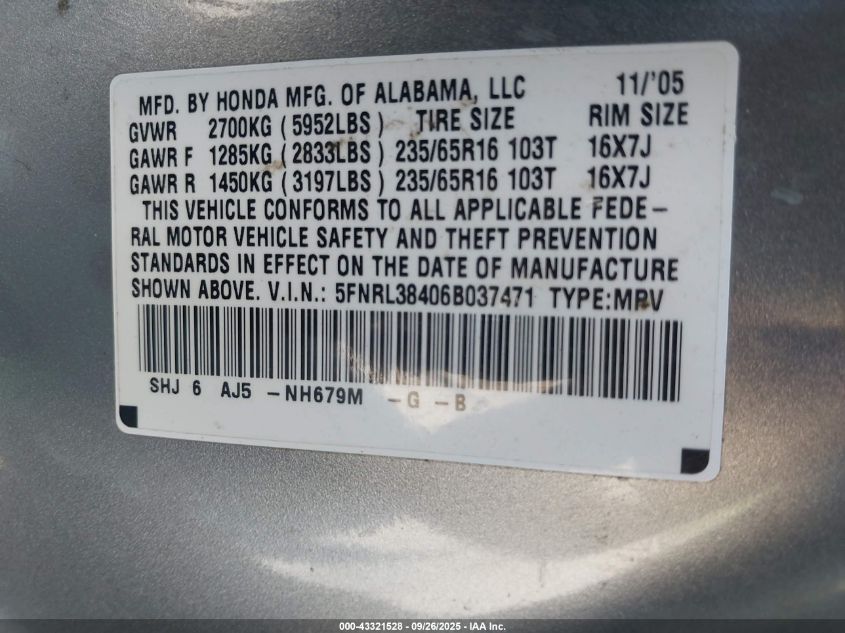 MFD. BY HONDA MFG. OF ALABAMA, LLC 11/'05
GVWR 2700KG (5952LBS) TIRE SIZE RIM SIZE
GAWR F 1285KG (2833LBS) 235/65R16 103T 16X7J
GAWR R 1450KG (3197LBS) 235/65R16 103T 16X7J
THIS VEHICLE CONFORMS TO ALL APPLICABLE FEDE-
RAL MOTOR VEHICLE SAFETY AND THEFT PREVENTION
STANDARDS IN EFFECT ON THE DATE OF MANUFACTURE
SHOWN ABOVE. V.I.N.: 5FNRL38406B037471 TYPE:MPV
SHJ 6 AJ5 -NH679M -G -B
000-43321528 - 09/26/2025 - IAA Inc.